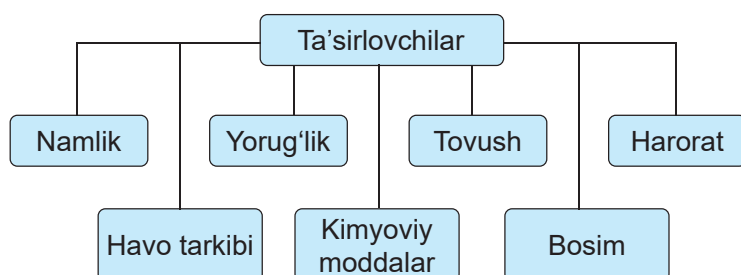 Ta’sirlovchilar
Namlik
Yorug‘lik
Tovush
Harorat
Havo tarkibi
Kimyoviy
moddalar
Bosim